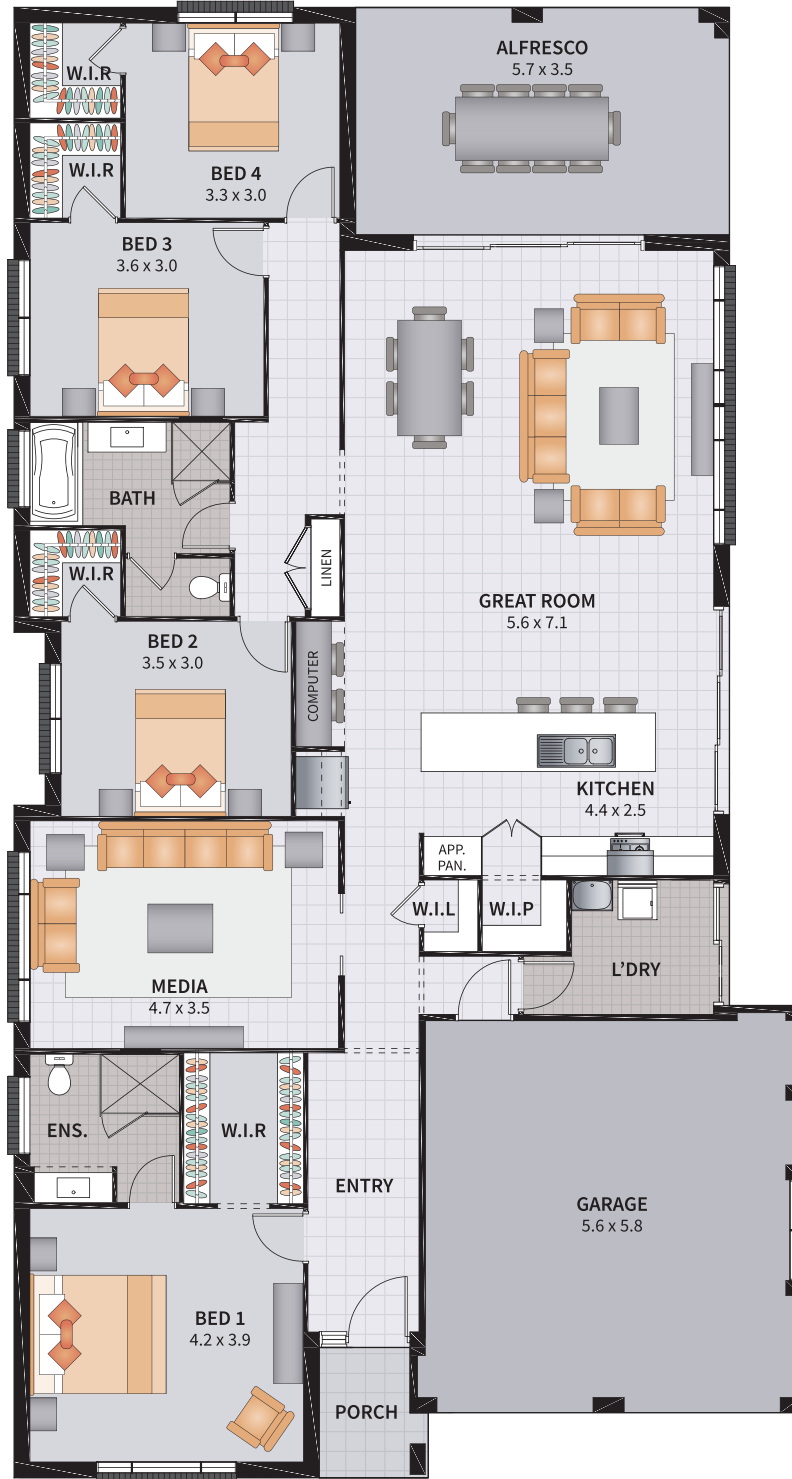 W.I.R
ALFRESCO
5.7 x 3.5
W.I.R
BED 4
3.3 x 3.0
BED 3
3.6 x 3.0
BATH
LINEN
W.I.R
GREAT ROOM
5.6 x 7.1
BED 2
3.5 x 3.0
COMPUTER
KITCHEN
4.4 x 2.5
APP.
PAN.
W.I.L
W.I.P
L'DRY
MEDIA
4.7 x 3.5
ENS.
W.I.R
ENTRY
GARAGE
5.6 x 5.8
BED 1
4.2 x 3.9
PORCH